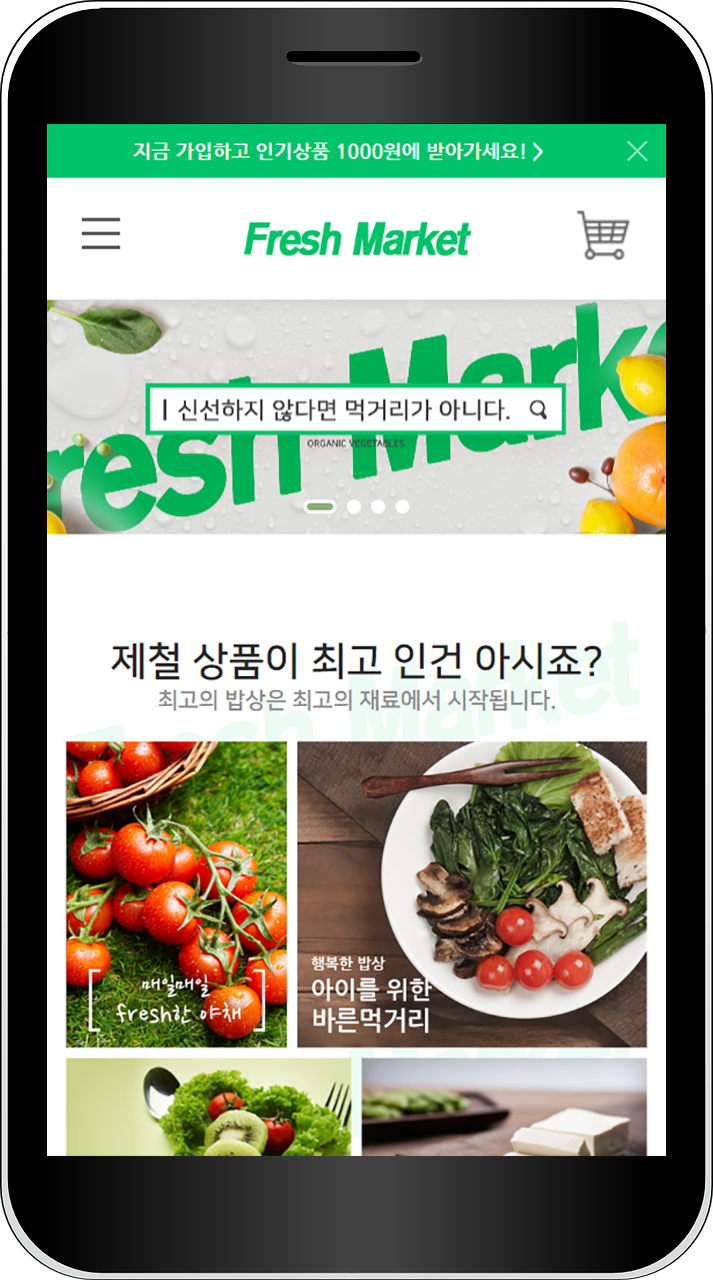 지금 가입하고 인기상품 1000원에 받아가세요! >
Fresh Market
Fresh Market
| 신선하지 않다면 먹거리가 아니다.
ORGANIC VEGETABLES
제철 상품이 최고 인건 아시죠?
최고의 밥상은 최고의 재료에서 시작됩니다.
Fresh Market
매일매일
fresh한 야채
행복한 밥상
아이를 위한
바른먹거리
Market